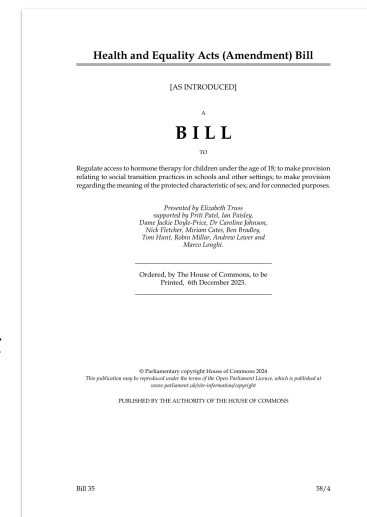 Health and Equality Acts (Amendment) Bill
[AS INTRODUCED]
A
BILL
TO
Regulate access to hormone therapy for children under the age of 18; to make provision
relating to social transition practices in schools and other settings; to make provision
regarding the meaning of the protected characteristic of sex; and for connected purposes.
Presented by Elizabeth Truss
supported by Priti Patel, Ian Paisley,
Dame Jackie Doyle-Price, Dr Caroline Johnson,
Nick Fletcher, Miriam Cates, Ben Bradley,
Tom Hunt, Robin Millar, Andrew Lewer and
Marco Longhi.
Ordered, by The House of Commons, to be
Printed, 6th December 2023.
© Parliamentary copyright House of Commons 2024
This publication may be reproduced under the terms of the Open Parliament Licence, which is published at
www.parliament.uk/site-information/copyright
PUBLISHED BY THE AUTHORITY OF THE HOUSE OF COMMONS
Bill 35 58/4